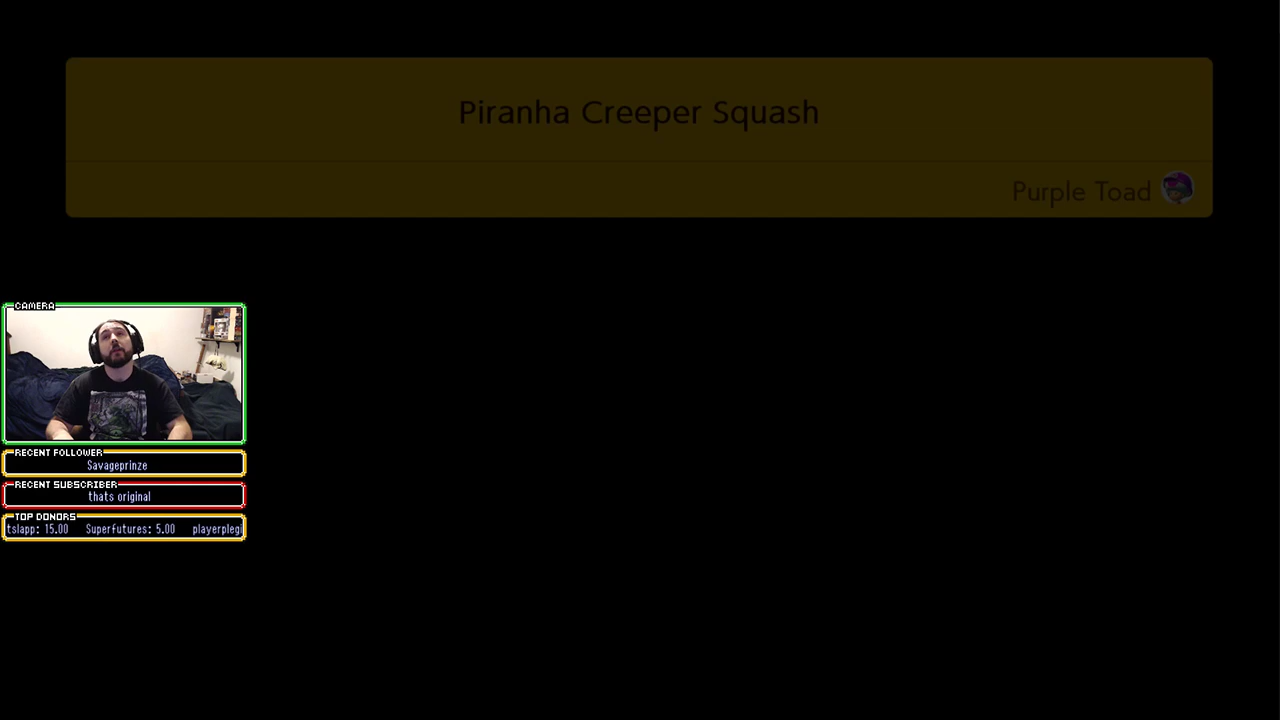 Piranha Creeper Squash
Purple Toad
CAMERA
RECENT FOLLOWER
Savageprinze
RECENT SUBSCRIBER
thats original
TOP DONORS
tslapp: 15.00 Superfutures: 5.00 playerplegi